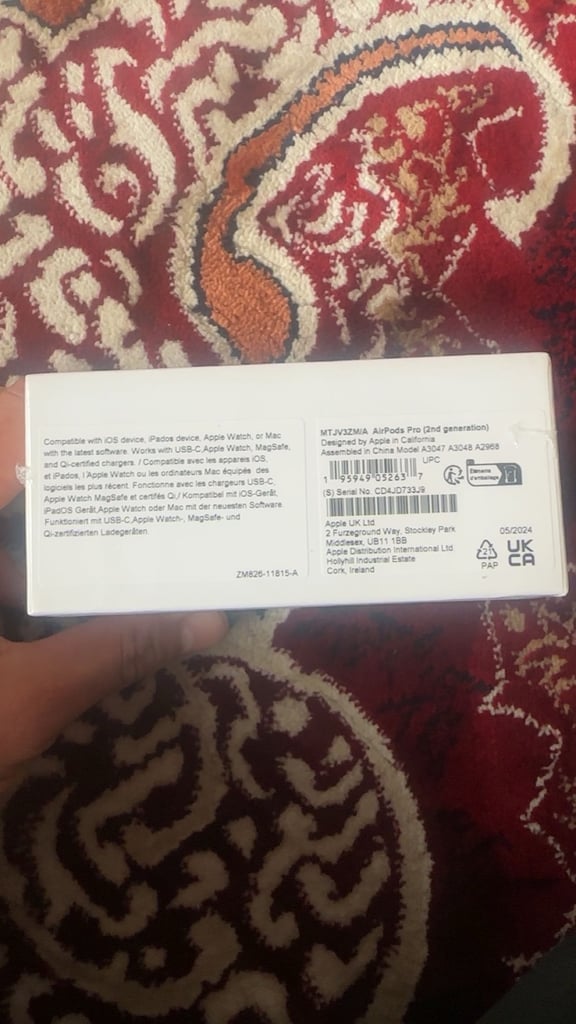 Compatible with iOS device, iPados device, Apple Watch, or Mac
with the latest software. Works with USB-C,Apple Watch, MagSafe,
and Qi-certified chargers. / Compatible avec les appareils iOS,
et iPados, l Apple Watch ou les ordinateurs Mac équipés des
logiciels les plus récent. Fonctionne avec les chargeurs USB-C,
Apple Watch MagSafe et certifés Qi./ Kompatibel mit iOS-Gerät,
iPadOS Gerät,Apple Watch oder Mac mit der neuesten Software.
Funktioniert mit USB-C,Apple Watch-, MagSafe- und
Qi-zertifizierten Ladegeräten.
ZM826-11815-A
MTJV3ZM/A AirPods Pro (2nd generation)
Designed by Apple in California
Assembled in China Model A3047 A3048 A2968
UPC
1 95949 05263 7
Éléments
d'emballage
(S) Serial No. CD4JD733J9
Apple UK Ltd
2 Furzeground Way, Stockley Park
Middlesex, UB11 1BB
Apple Distribution International Ltd
Hollyhill Industrial Estate
Cork, Ireland
05/2024
21
PAP
UK
CA